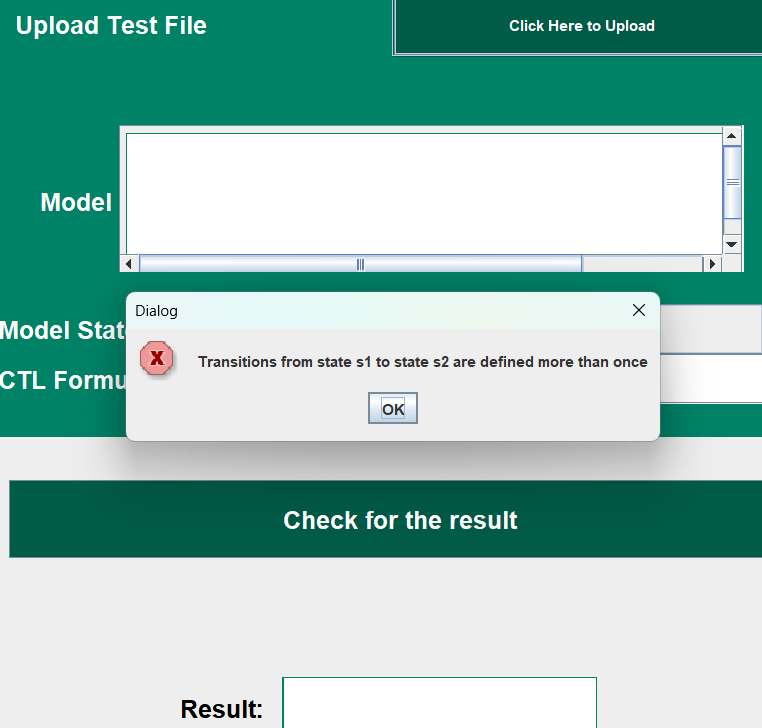 Upload Test File
Click Here to Upload
Model
Model Stat
CTL Formu
Dialog
Transitions from state s1 to state s2 are defined more than once
OK
Check for the result
Result: